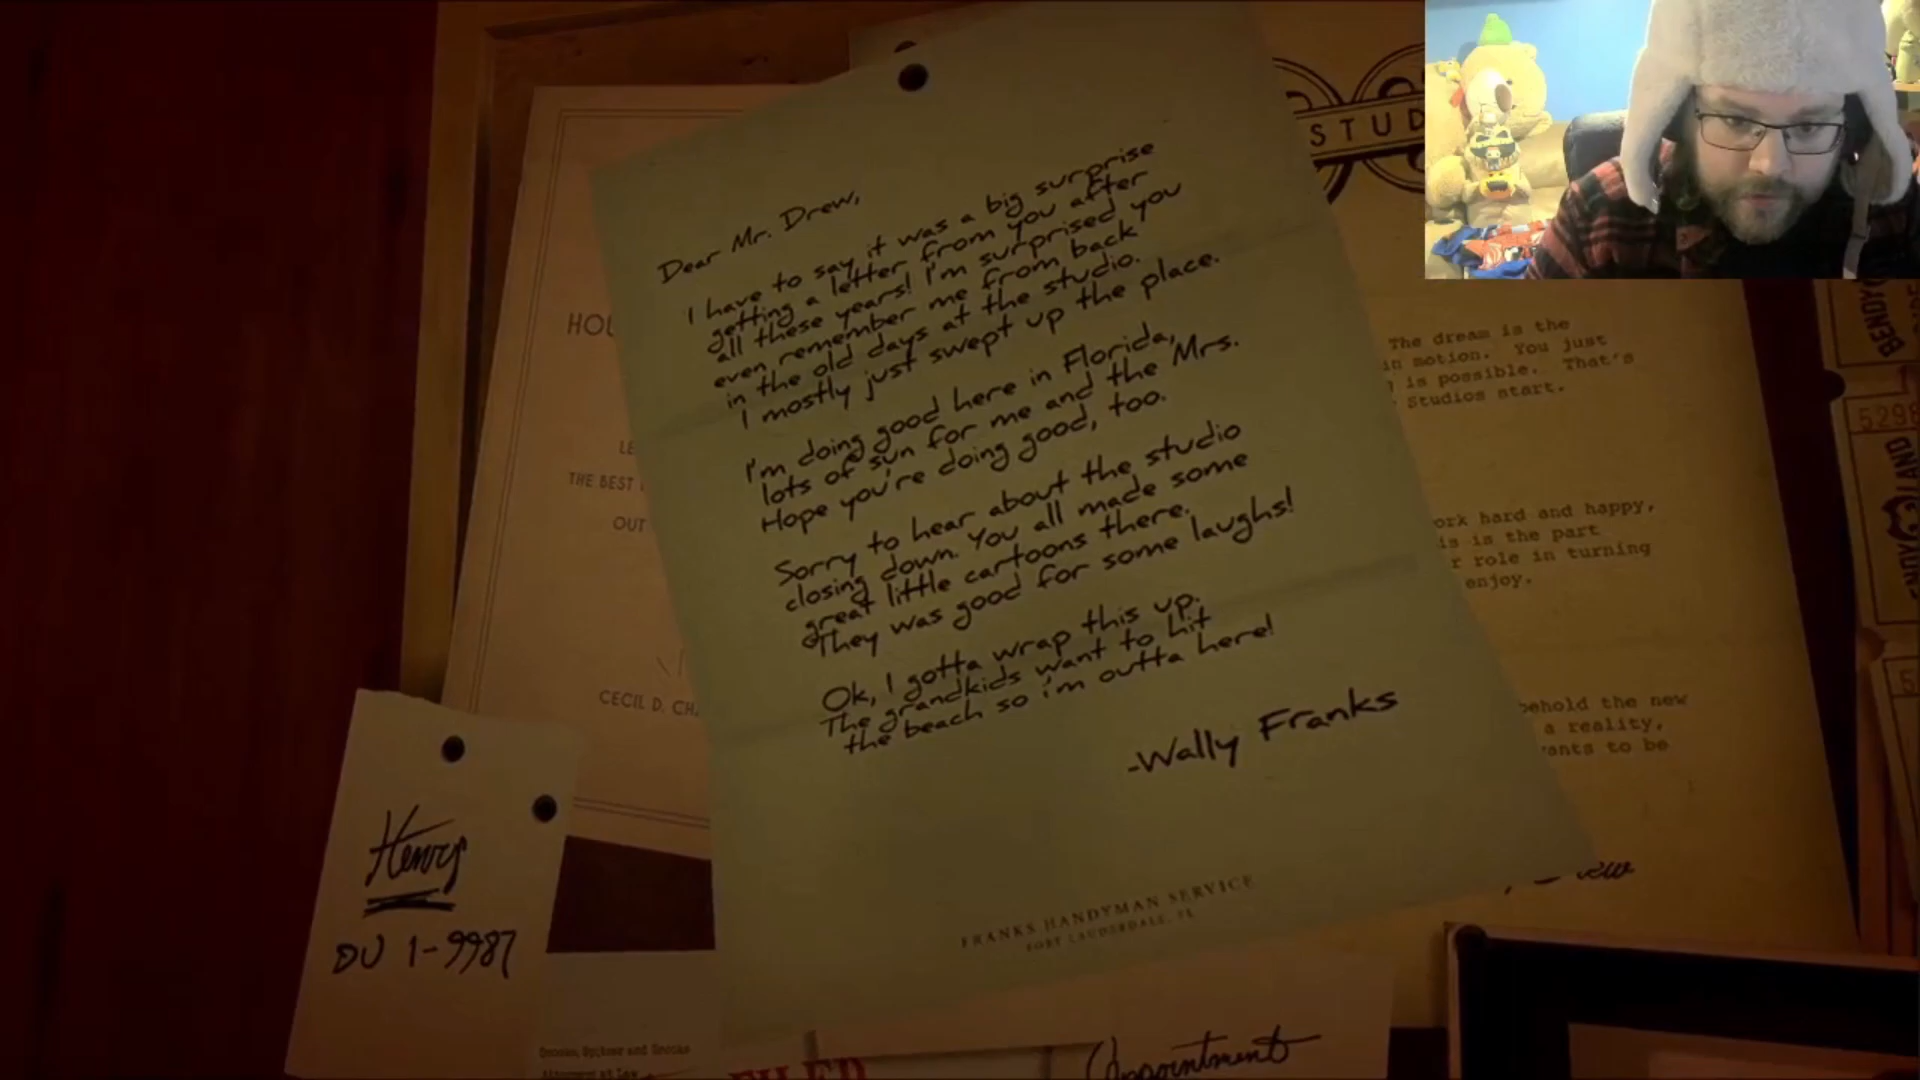 Dear Mr. Drew,
I have to say it was a big surprise
getting a letter from you after
all these years! I'm surprised you
even remember me from back
in the old days at the studio.
I mostly just swept up the place.
I'm doing good here in Florida,
lots of sun for me and the Mrs.
Hope you're doing good, too.
Sorry to hear about the studio
closing down. You all made some
great little cartoons there.
They was good for some laughs!
Ok, I gotta wrap this up.
The grandkids want to hit
the beach so i'm outta here!
-Wally Franks
FRANKS HANDYMAN SERVICE
FORT LAUDERDALE, FL
HOU
LE
THE BEST
OUT
CECIL D. CH
Henry
DU 1-9987
STUD
The dream is the
in motion. You just
is possible. That's
Studios start.
ork hard and happy,
is is the part
r role in turning
enjoy.
behold the new
a reality,
ants to be
BENDY
5298
LAND
FILED
Appointment